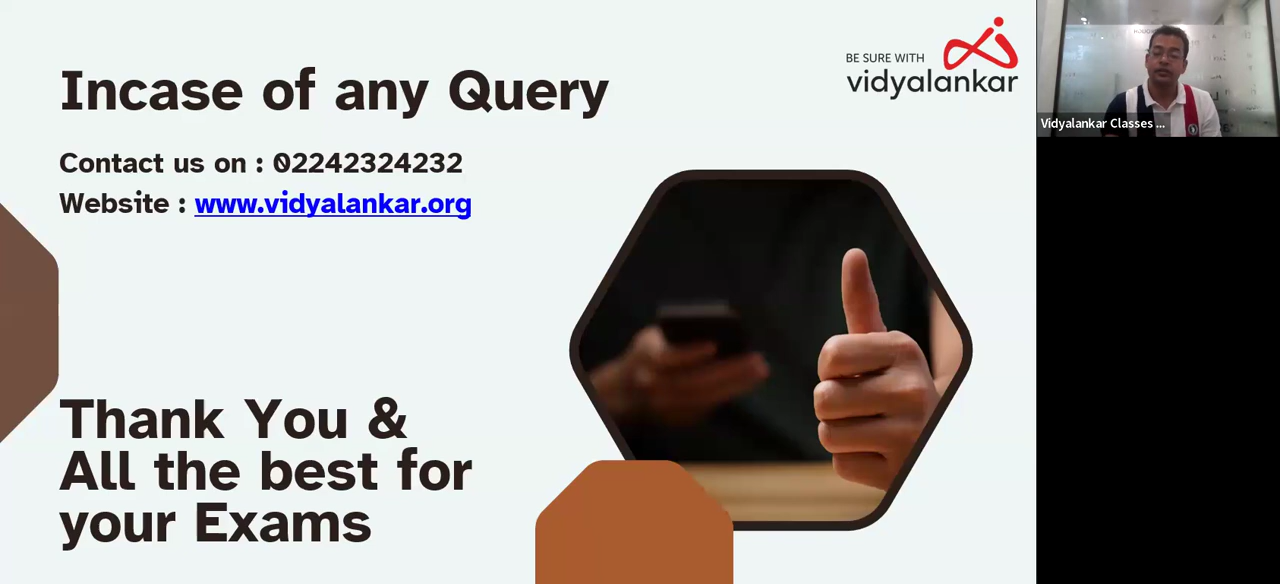 Incase of any Query
BE SURE WITH
vidyalankar
Contact us on : 02242324232
Website : www.vidyalankar.org
Thank You &
All the best for
your Exams
Vidyalankar Classes ...